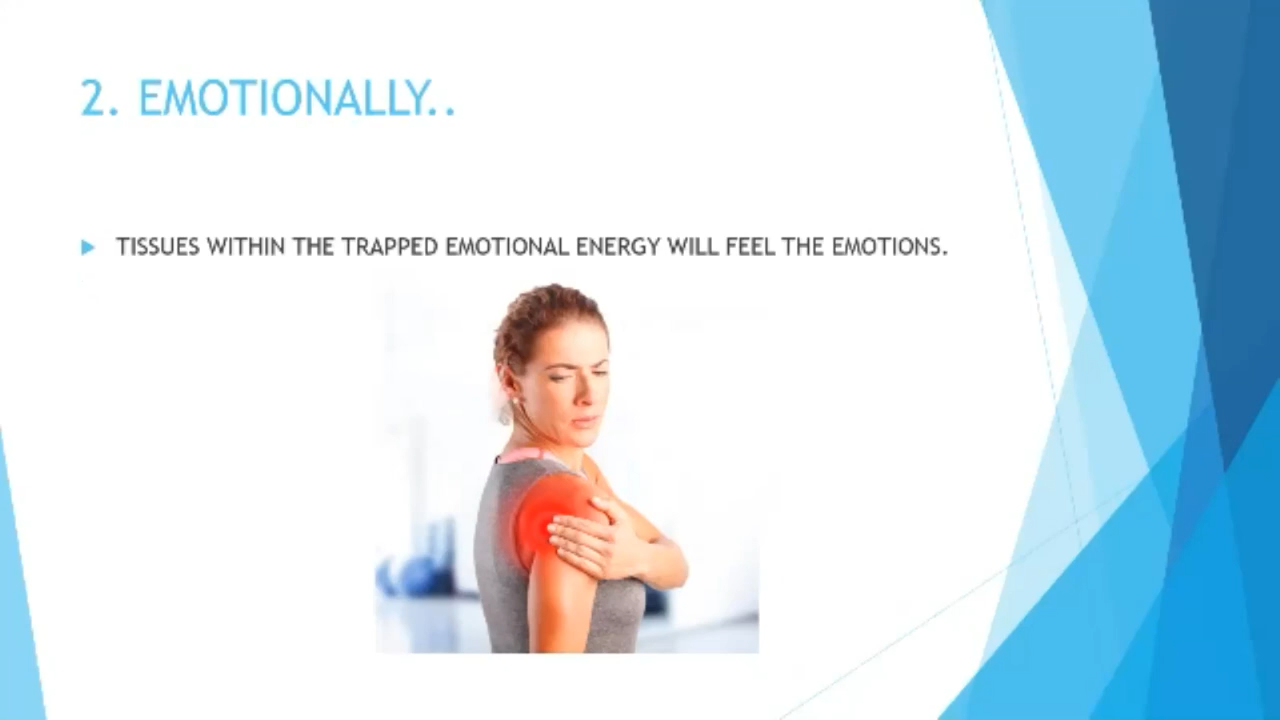 2. EMOTIONALLY..
TISSUES WITHIN THE TRAPPED EMOTIONAL ENERGY WILL FEEL THE EMOTIONS.